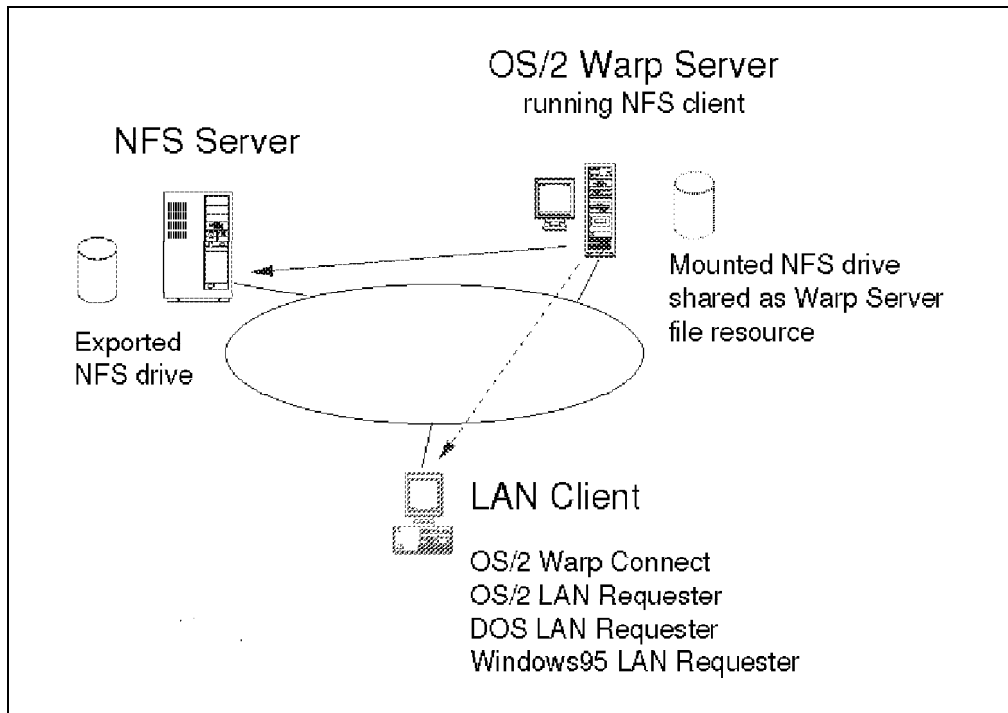 OS/2 Warp Server
running NFS client
NFS Server
Mounted NFS drive
shared as Warp Server
file resource
Exported
NFS drive
LAN Client
OS/2 Warp Connect
OS/2 LAN Requester
DOS LAN Requester
Windows95 LAN Requester